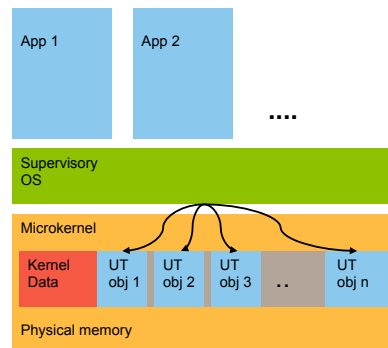 App 1
App 2
....
Supervisory
OS
Microkernel
Kernel
Data
UT
obj 1
UT
obj 2
UT
obj 3
..
UT
obj n
Physical memory